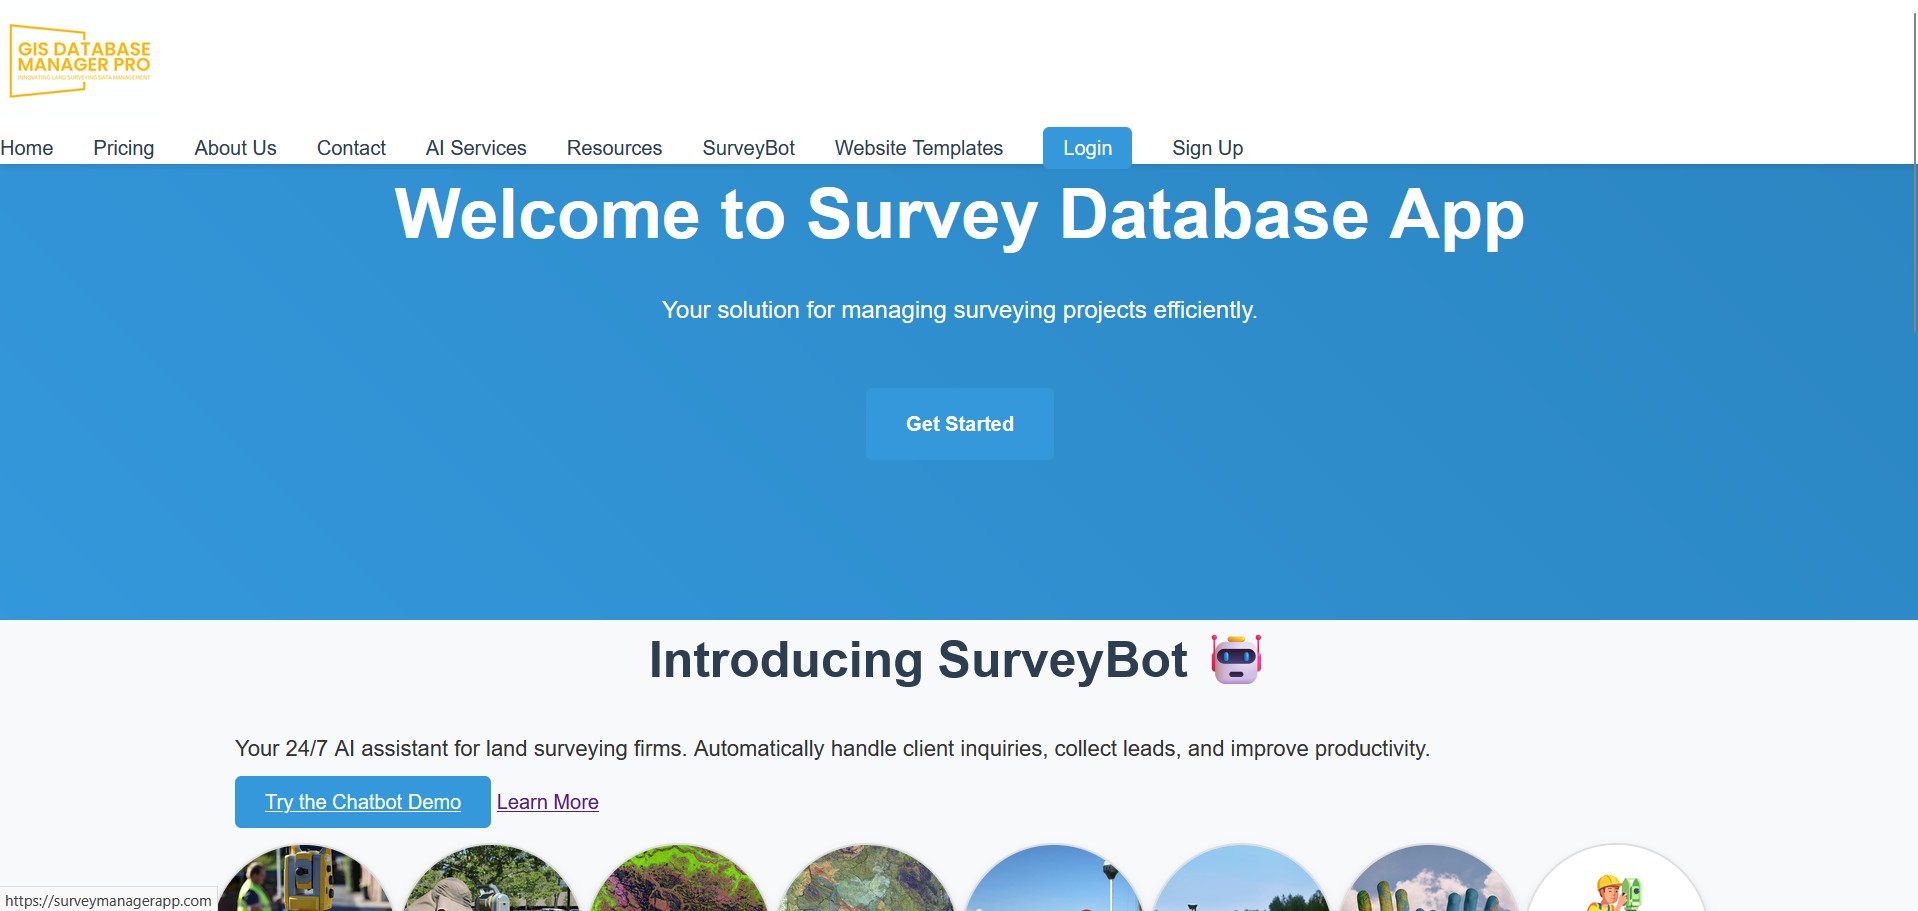 GIS DATABASE
MANAGER PRO
INNOVATING LAND SURVEYING DATA MANAGEMENT
Home Pricing About Us Contact AI Services Resources SurveyBot Website Templates Login Sign Up
Welcome to Survey Database App
Your solution for managing surveying projects efficiently.
Get Started
Introducing SurveyBot
Your 24/7 AI assistant for land surveying firms. Automatically handle client inquiries, collect leads, and improve productivity.
Try the Chatbot Demo Learn More
https://surveymanagerapp.com